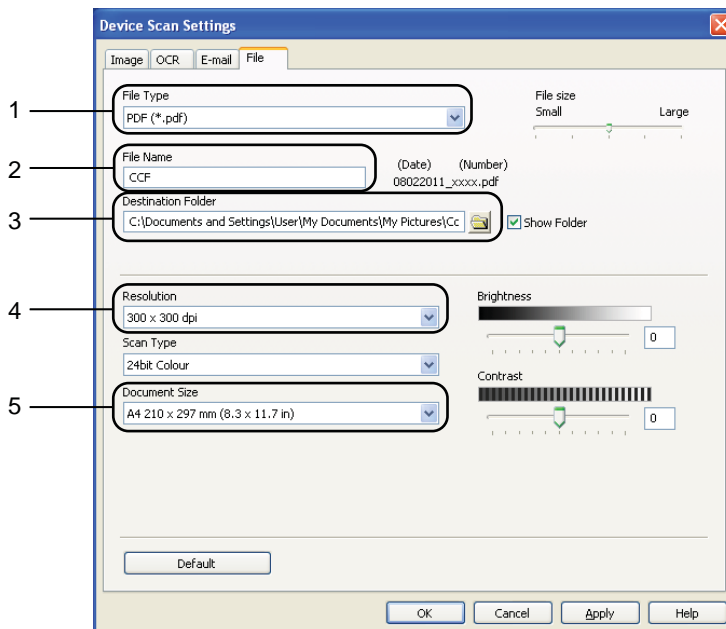 Device Scan Settings
Image OCR E-mail File
1
File Type
PDF (*.pdf)
File size
Small Large
2
File Name
CCF
(Date) (Number)
08022011_xxxx.pdf
3
Destination Folder
C:\Documents and Settings\User\My Documents\My Pictures\Cc
Show Folder
4
Resolution
300 x 300 dpi
Brightness
0
Scan Type
24bit Colour
Contrast
0
5
Document Size
A4 210 x 297 mm (8.3 x 11.7 in)
Default
OK Cancel Apply Help